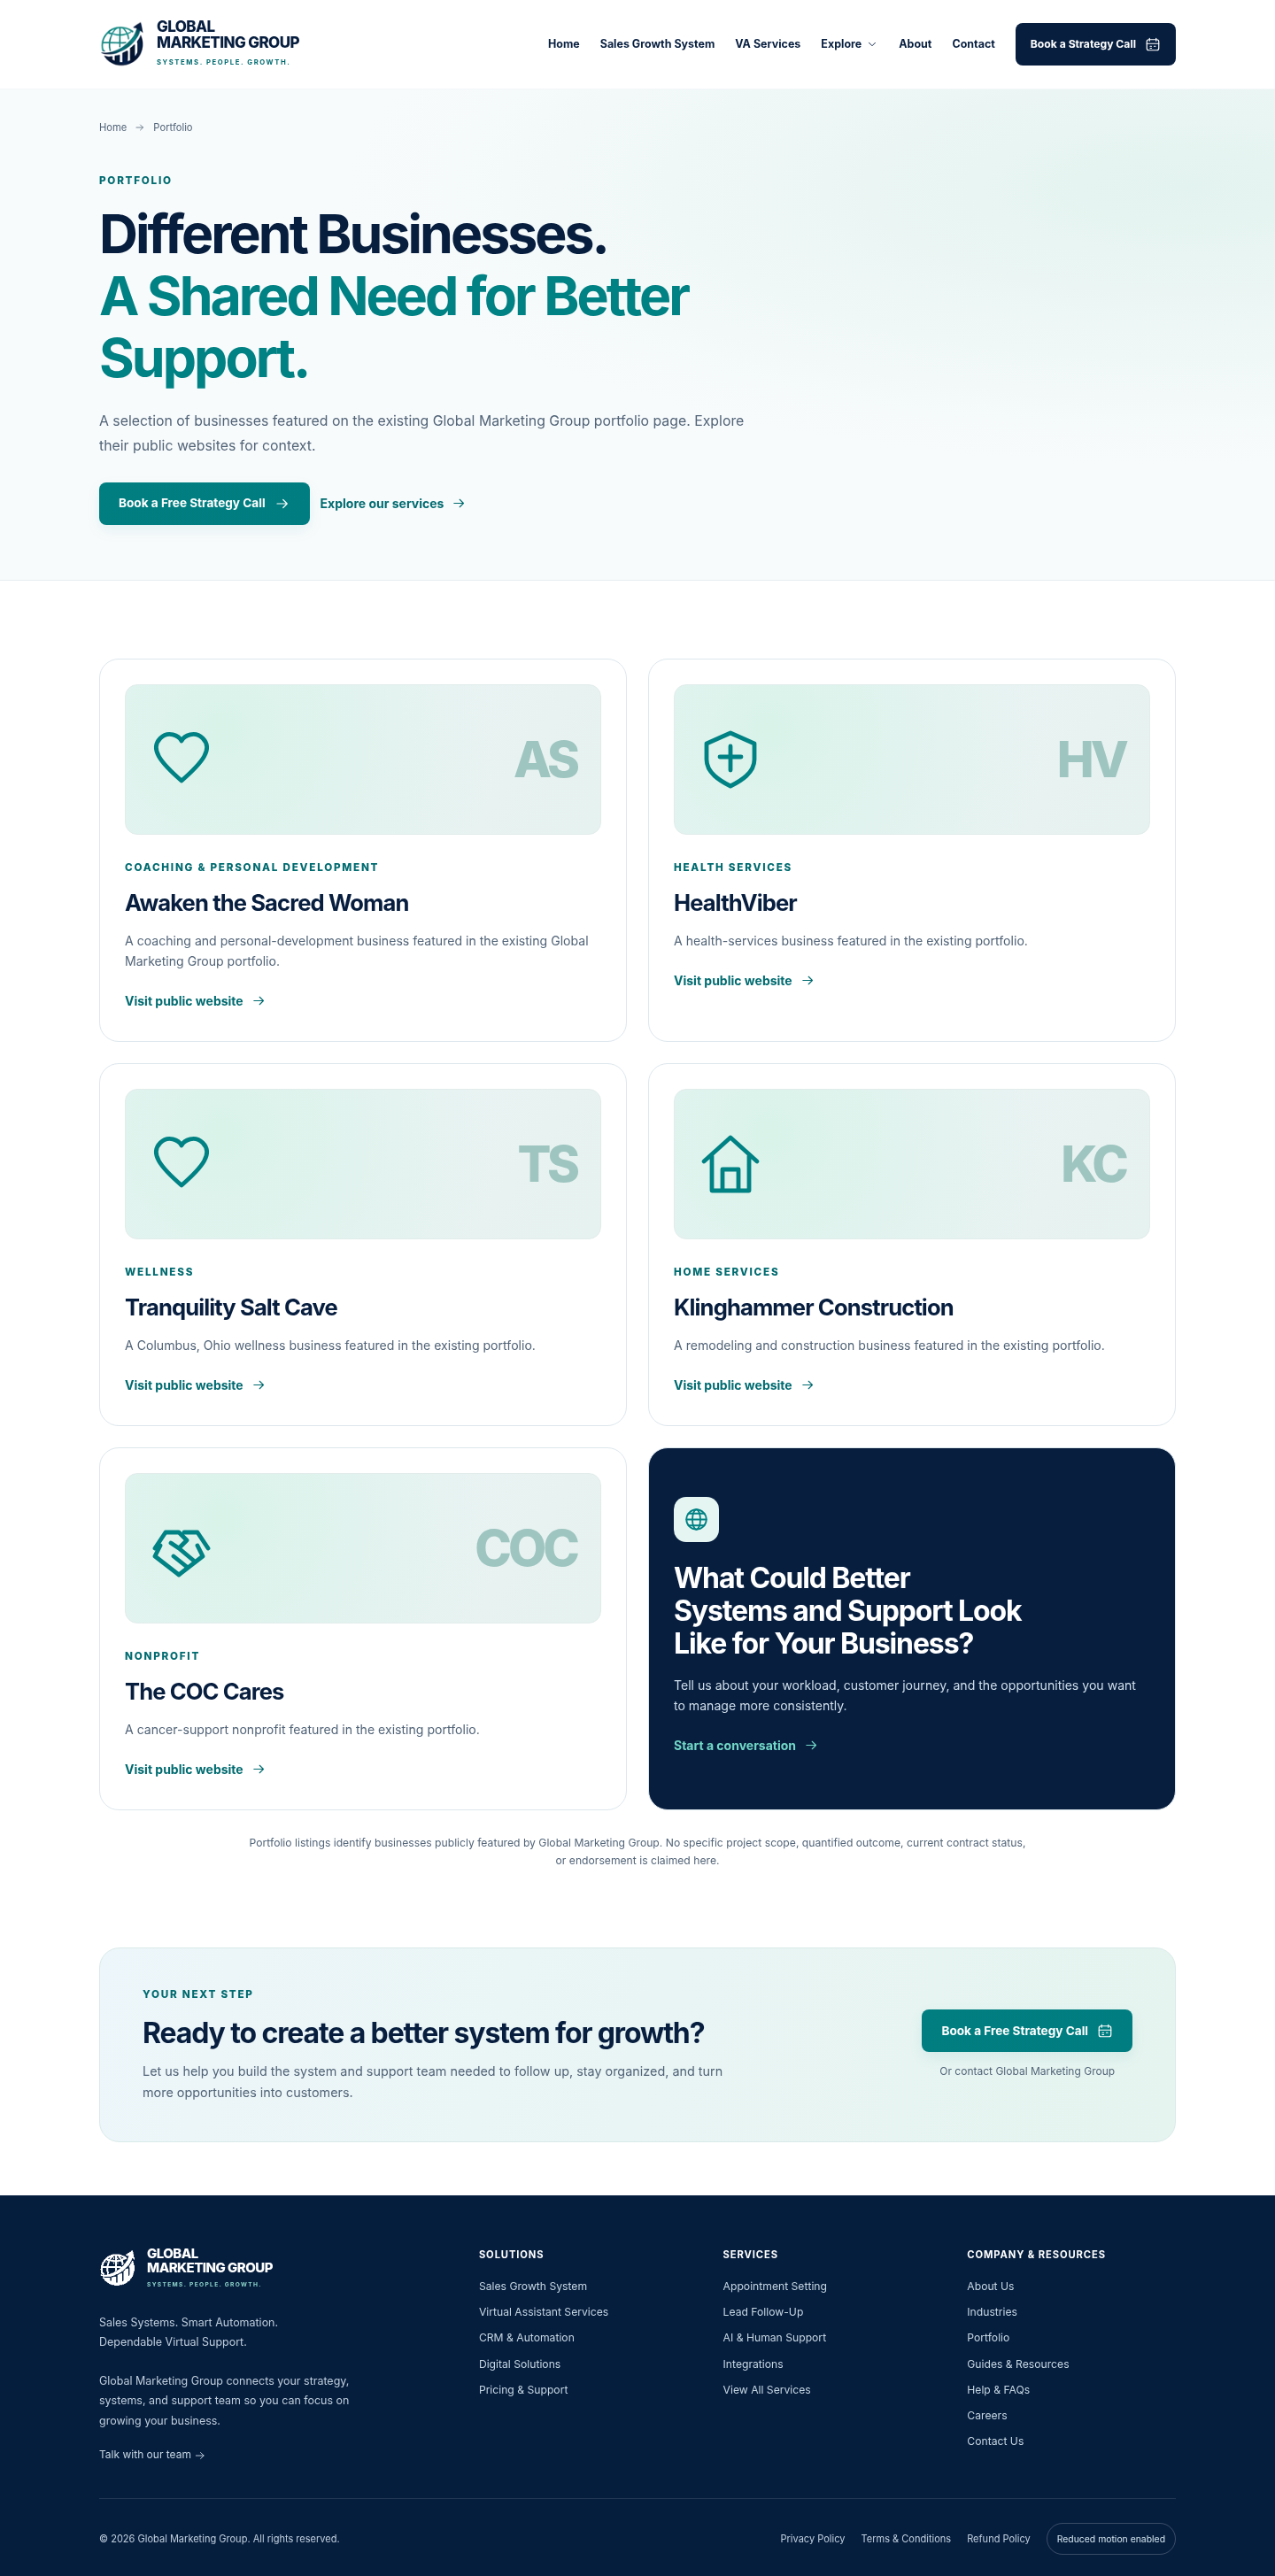 GLOBAL
MARKETING GROUP
SYSTEMS. PEOPLE. GROWTH.
Home
Sales Growth System
VA Services
Explore
About
Contact
Book a Strategy Call
Home → Portfolio
PORTFOLIO
Different Businesses.
A Shared Need for Better
Support.
A selection of businesses featured on the existing Global Marketing Group portfolio page. Explore
their public websites for context.
Book a Free Strategy Call →
Explore our services →
AS
COACHING & PERSONAL DEVELOPMENT
Awaken the Sacred Woman
A coaching and personal-development business featured in the existing Global
Marketing Group portfolio.
Visit public website →
HV
HEALTH SERVICES
HealthViber
A health-services business featured in the existing portfolio.
Visit public website →
TS
WELLNESS
Tranquility Salt Cave
A Columbus, Ohio wellness business featured in the existing portfolio.
Visit public website →
KC
HOME SERVICES
Klinghammer Construction
A remodeling and construction business featured in the existing portfolio.
Visit public website →
COC
NONPROFIT
The COC Cares
A cancer-support nonprofit featured in the existing portfolio.
Visit public website →
What Could Better
Systems and Support Look
Like for Your Business?
Tell us about your workload, customer journey, and the opportunities you want
to manage more consistently.
Start a conversation →
Portfolio listings identify businesses publicly featured by Global Marketing Group. No specific project scope, quantified outcome, current contract status,
or endorsement is claimed here.
YOUR NEXT STEP
Ready to create a better system for growth?
Let us help you build the system and support team needed to follow up, stay organized, and turn
more opportunities into customers.
Book a Free Strategy Call
Or contact Global Marketing Group
GLOBAL
MARKETING GROUP
SYSTEMS. PEOPLE. GROWTH.
Sales Systems. Smart Automation.
Dependable Virtual Support.
Global Marketing Group connects your strategy,
systems, and support team so you can focus on
growing your business.
Talk with our team →
SOLUTIONS
Sales Growth System
Virtual Assistant Services
CRM & Automation
Digital Solutions
Pricing & Support
SERVICES
Appointment Setting
Lead Follow-Up
AI & Human Support
Integrations
View All Services
COMPANY & RESOURCES
About Us
Industries
Portfolio
Guides & Resources
Help & FAQs
Careers
Contact Us
© 2026 Global Marketing Group. All rights reserved.
Privacy Policy
Terms & Conditions
Refund Policy
Reduced motion enabled